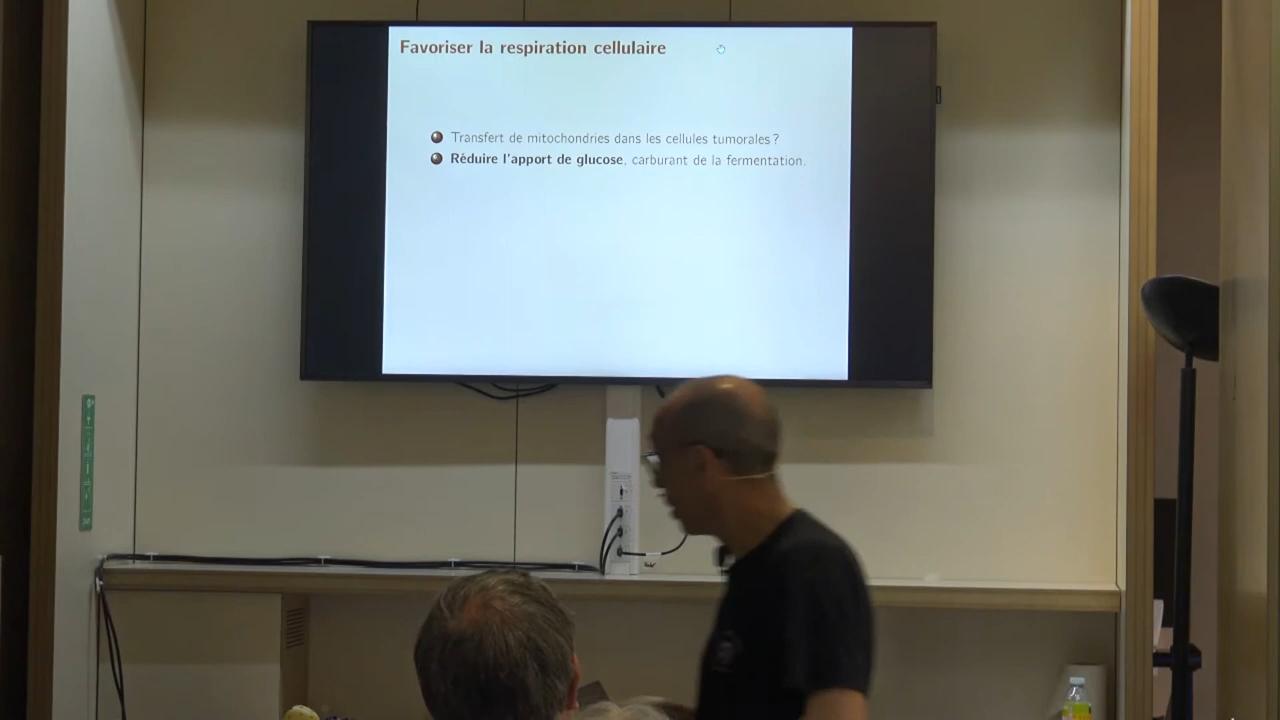 Favoriser la respiration cellulaire
Transfert de mitochondries dans les cellules tumorales ?
Réduire l'apport de glucose, carburant de la fermentation.